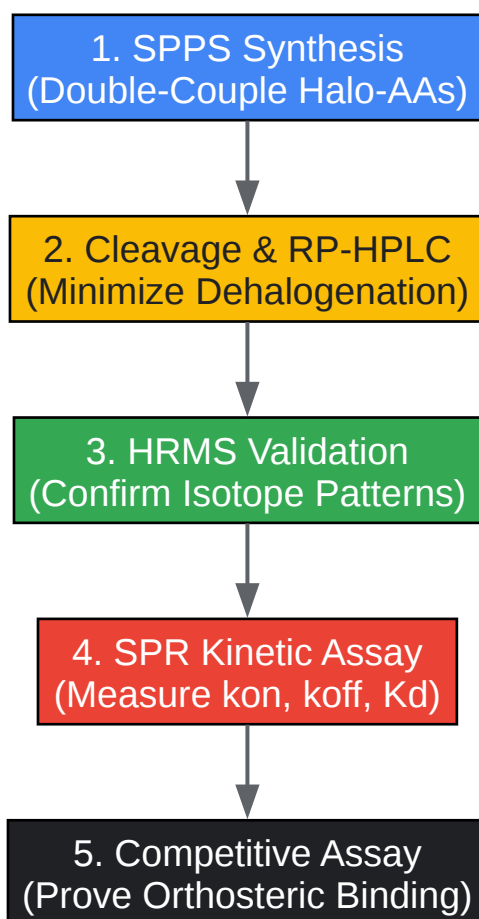 1. SPPS Synthesis
(Double-Couple Halo-AAs)
2. Cleavage & RP-HPLC
(Minimize Dehalogenation)
3. HRMS Validation
(Confirm Isotope Patterns)
4. SPR Kinetic Assay
(Measure kon, koff, Kd)
5. Competitive Assay
(Prove Orthosteric Binding)